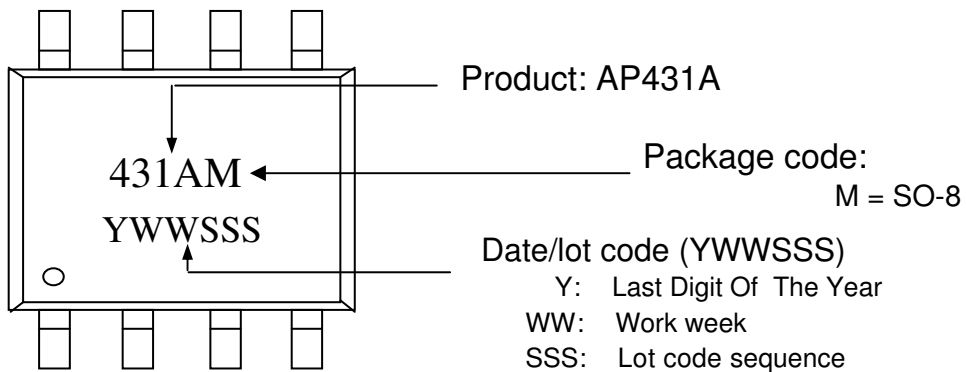 Product: AP431A
431AM
Package code:
M = SO-8
YWWSSS
Date/lot code (YWWSSS)
Y: Last Digit Of The Year
WW: Work week
SSS: Lot code sequence